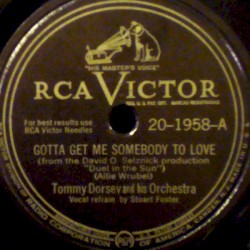 "HIS MASTER'S VOICE"
RCA VICTOR
For best results use
RCA Victor Needles
20-1958-A
GOTTA GET ME SOMEBODY TO LOVE
(from the David O. Selznick production
"Duel in the Sun")
(Allie Wrubel)
Tommy Dorsey and his Orchestra
Vocal refrain by Stuart Foster